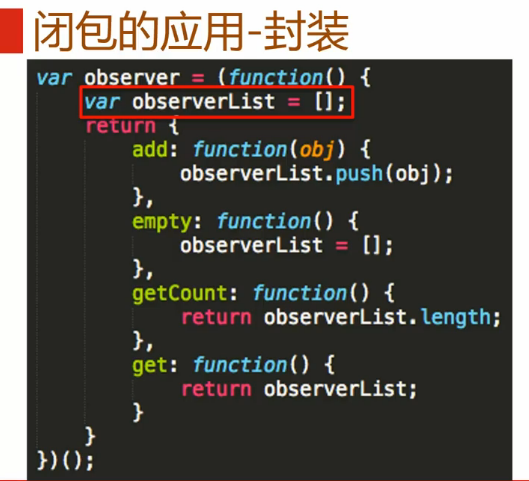 闭包的应用-封装
var observer = (function() {
    var observerList = [];
    return {
        add: function(obj) {
            observerList.push(obj);
        },
        empty: function() {
            observerList = [];
        },
        getCount: function() {
            return observerList.length;
        },
        get: function() {
            return observerList;
        }
    }
})();